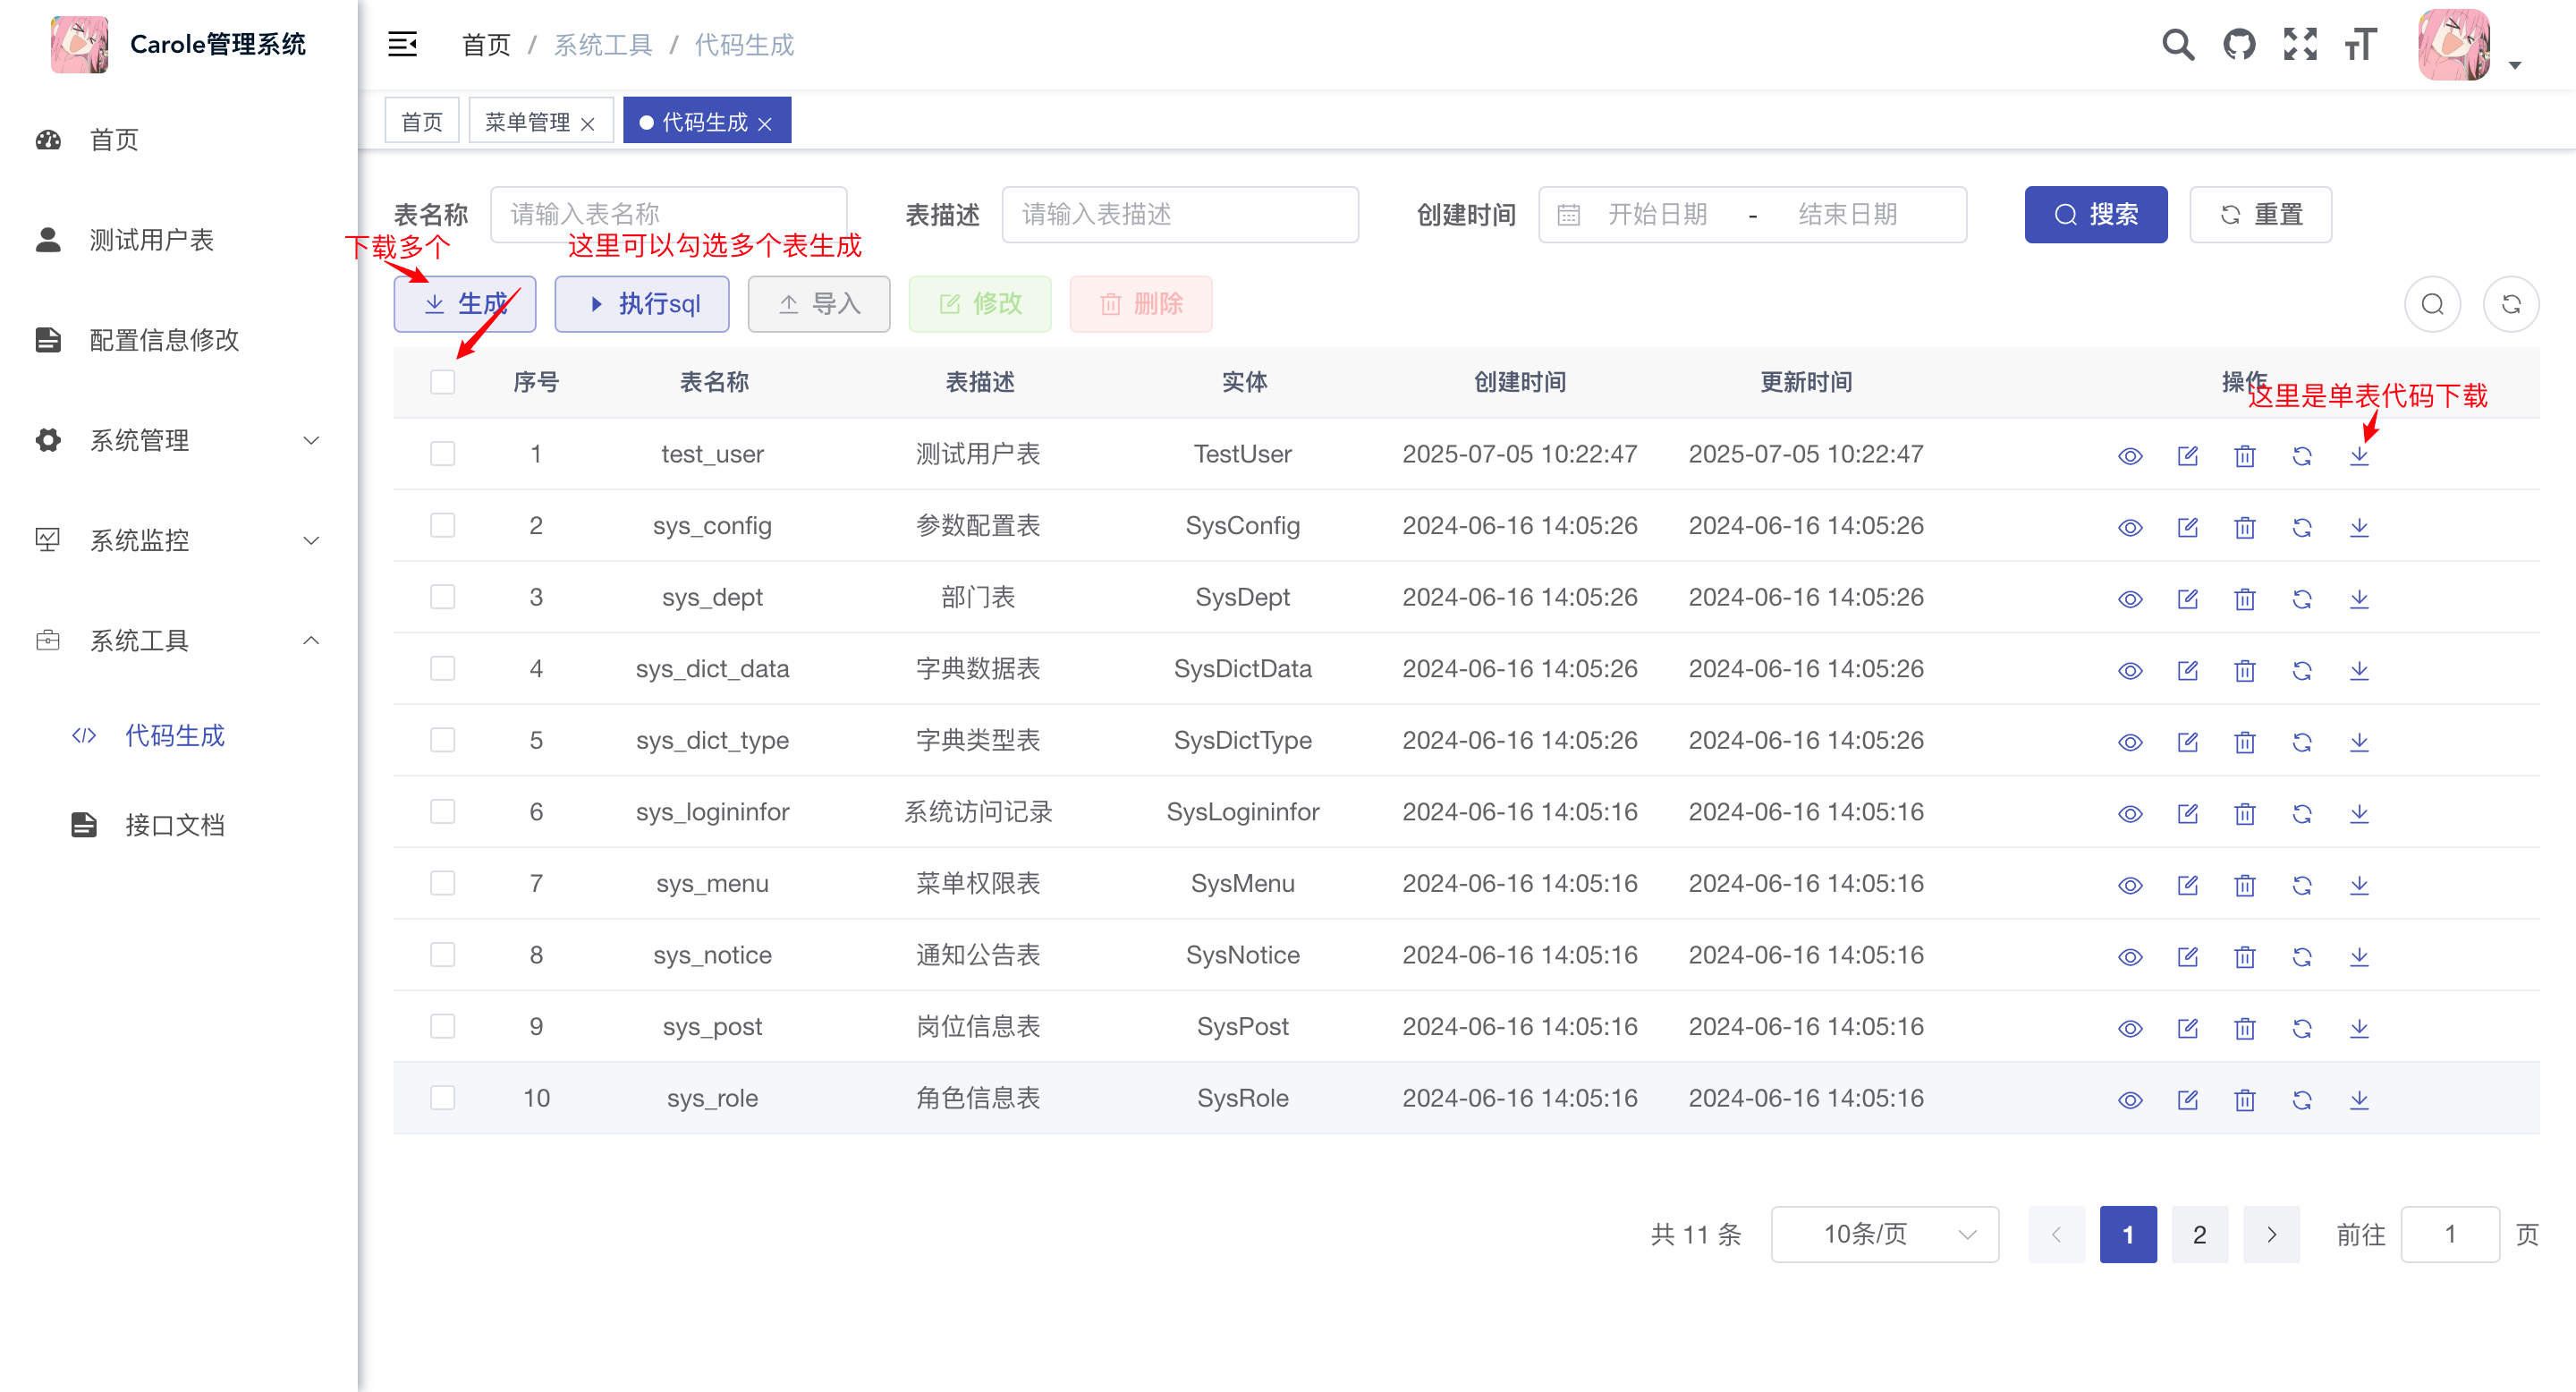 Carole管理系统
首页 / 系统工具 / 代码生成
首页
菜单管理
代码生成
首页
测试用户表
配置信息修改
系统管理
系统监控
系统工具
代码生成
接口文档
表名称 请输入表名称 表描述 请输入表描述 创建时间 开始日期 - 结束日期 搜索 重置
下载多个 这里可以勾选多个表生成
生成 执行sql 导入 修改 删除
序号 表名称 表描述 实体 创建时间 更新时间 操作
这里是单表代码下载
1 test_user 测试用户表 TestUser 2025-07-05 10:22:47 2025-07-05 10:22:47
2 sys_config 参数配置表 SysConfig 2024-06-16 14:05:26 2024-06-16 14:05:26
3 sys_dept 部门表 SysDept 2024-06-16 14:05:26 2024-06-16 14:05:26
4 sys_dict_data 字典数据表 SysDictData 2024-06-16 14:05:26 2024-06-16 14:05:26
5 sys_dict_type 字典类型表 SysDictType 2024-06-16 14:05:26 2024-06-16 14:05:26
6 sys_logininfor 系统访问记录 SysLogininfor 2024-06-16 14:05:16 2024-06-16 14:05:16
7 sys_menu 菜单权限表 SysMenu 2024-06-16 14:05:16 2024-06-16 14:05:16
8 sys_notice 通知公告表 SysNotice 2024-06-16 14:05:16 2024-06-16 14:05:16
9 sys_post 岗位信息表 SysPost 2024-06-16 14:05:16 2024-06-16 14:05:16
10 sys_role 角色信息表 SysRole 2024-06-16 14:05:16 2024-06-16 14:05:16
共 11 条 10条/页 1 2 前往 1 页